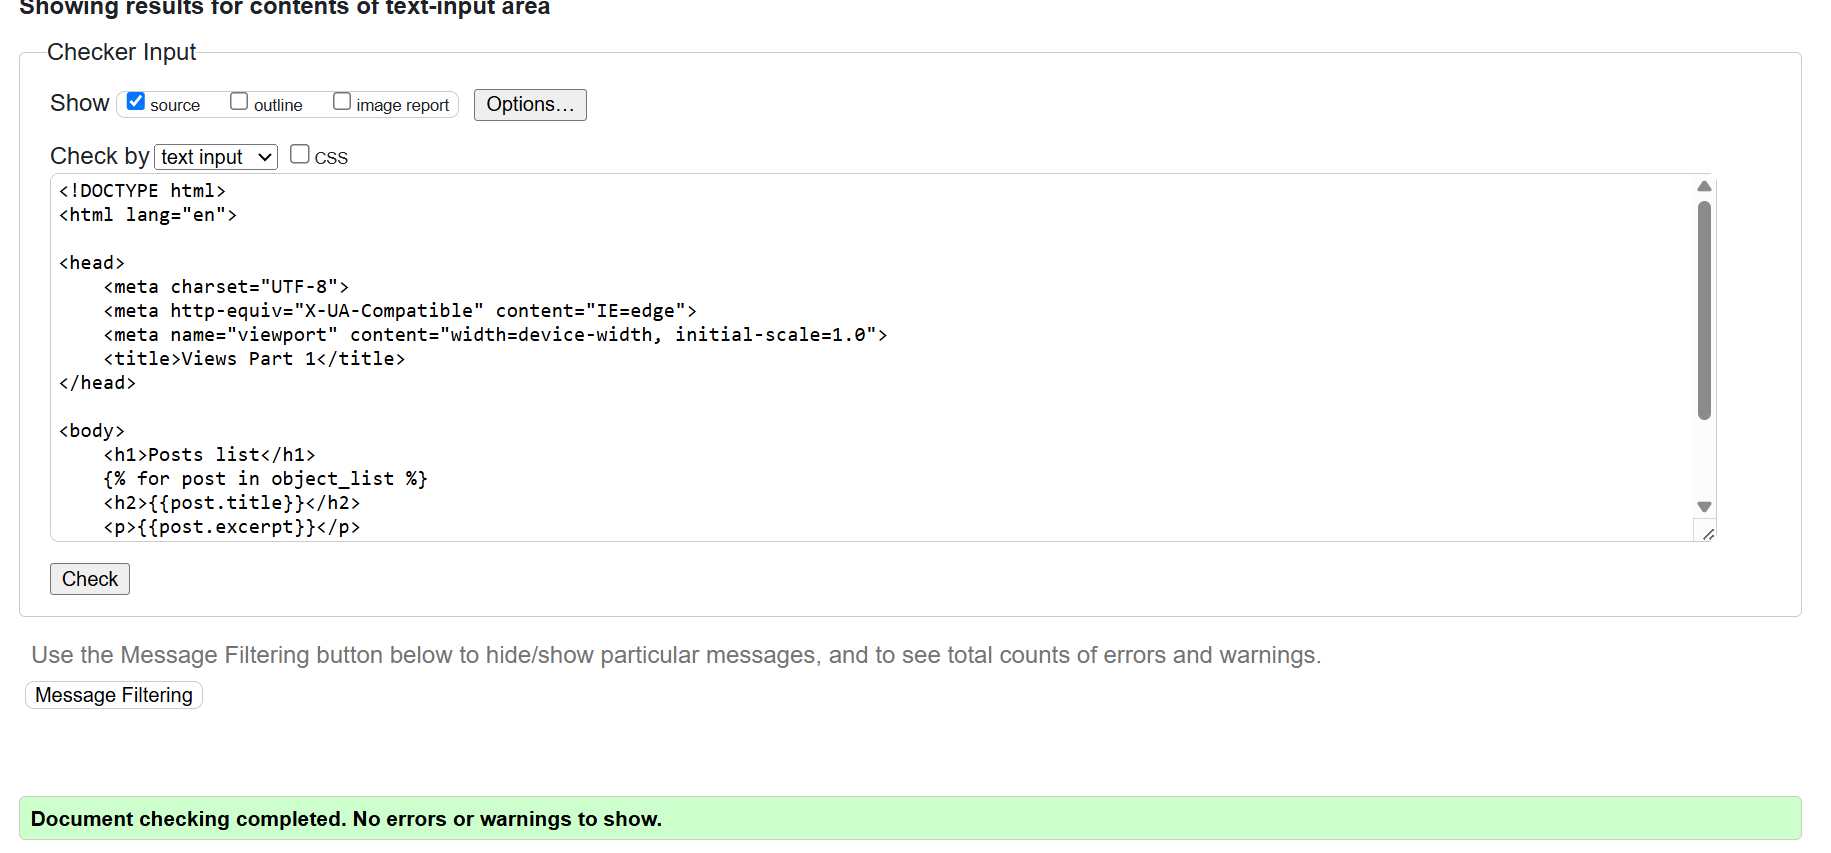 Showing results for contents of text-input area
Checker Input
Show source outline image report Options...
Check by text input CSS
<!DOCTYPE html>
<html lang="en">
<head>
<meta charset="UTF-8">
<meta http-equiv="X-UA-Compatible" content="IE=edge">
<meta name="viewport" content="width=device-width, initial-scale=1.0">
<title>Views Part 1</title>
</head>
<body>
<h1>Posts list</h1>
{% for post in object_list %}
<h2>{{post.title}}</h2>
<p>{{post.excerpt}}</p>
Check
Use the Message Filtering button below to hide/show particular messages, and to see total counts of errors and warnings.
Message Filtering
Document checking completed. No errors or warnings to show.